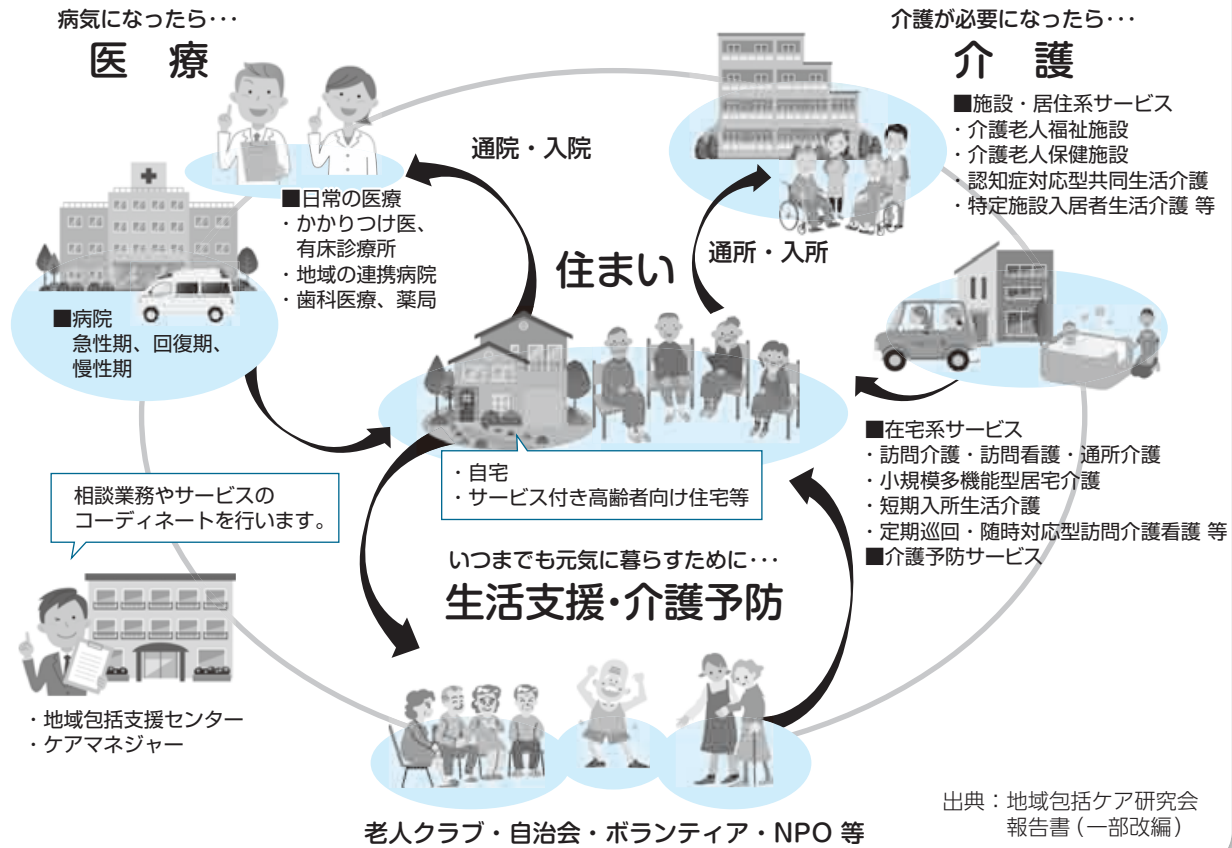 病気になったら･･･
医 療
■日常の医療
・かかりつけ医、
有床診療所
・地域の連携病院
・歯科医療、薬局
■病院
急性期、回復期、
慢性期
通院・入院
介護が必要になったら･･･
介 護
■施設・居住系サービス
・介護老人福祉施設
・介護老人保健施設
・認知症対応型共同生活介護
・特定施設入居者生活介護 等
通所・入所
住まい
・自宅
・サービス付き高齢者向け住宅等
■在宅系サービス
・訪問介護・訪問看護・通所介護
・小規模多機能型居宅介護
・短期入所生活介護
・定期巡回・随時対応型訪問介護看護 等
■介護予防サービス
相談業務やサービスの
コーディネートを行います。
・地域包括支援センター
・ケアマネジャー
いつまでも元気に暮らすために･･･
生活支援･介護予防
老人クラブ・自治会・ボランティア・NPO 等
出典：地域包括ケア研究会
報告書（一部改編）